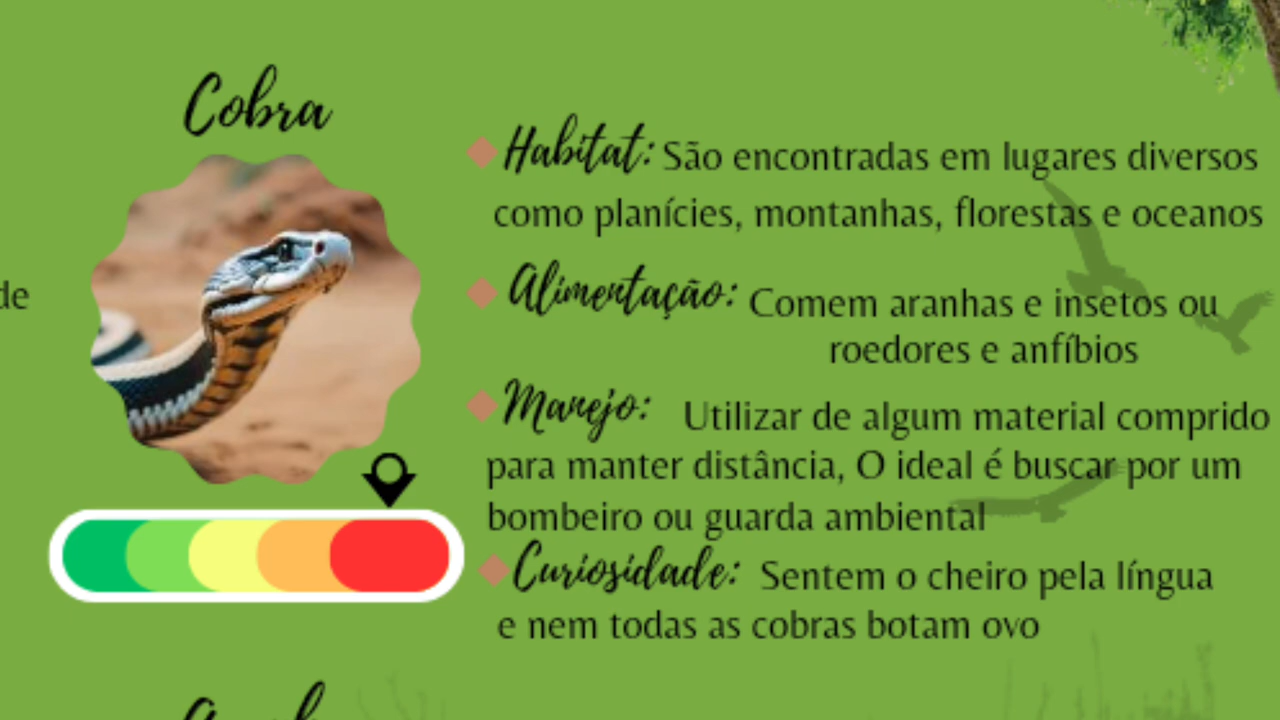 Cobra
Habitat: São encontradas em lugares diversos
como planícies, montanhas, florestas e oceanos
de
Alimentação: Comem aranhas e insetos ou
roedores e anfíbios
Manejo: Utilizar de algum material comprido
para manter distância, O ideal é buscar por um
bombeiro ou guarda ambiental
Curiosidade: Sentem o cheiro pela língua
e nem todas as cobras botam ovo